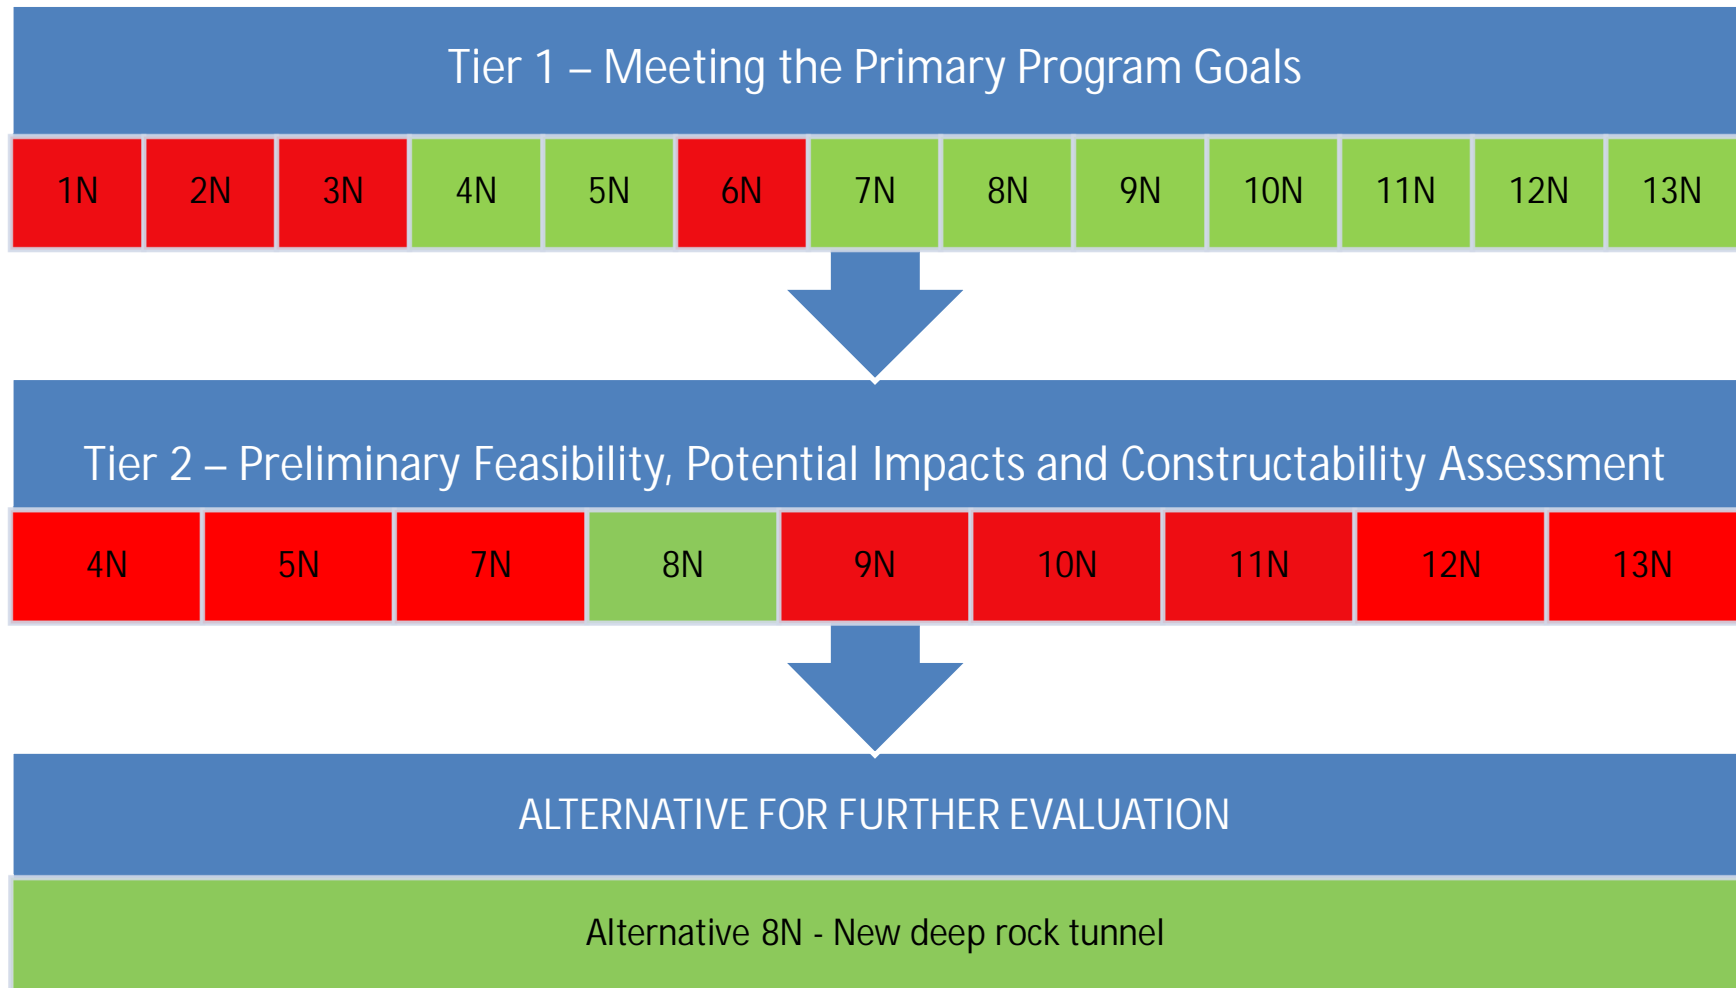 Tier 1 – Meeting the Primary Program Goals
1N 2N 3N 4N 5N 6N 7N 8N 9N 10N 11N 12N 13N
Tier 2 – Preliminary Feasibility, Potential Impacts and Constructability Assessment
4N 5N 7N 8N 9N 10N 11N 12N 13N
ALTERNATIVE FOR FURTHER EVALUATION
Alternative 8N - New deep rock tunnel